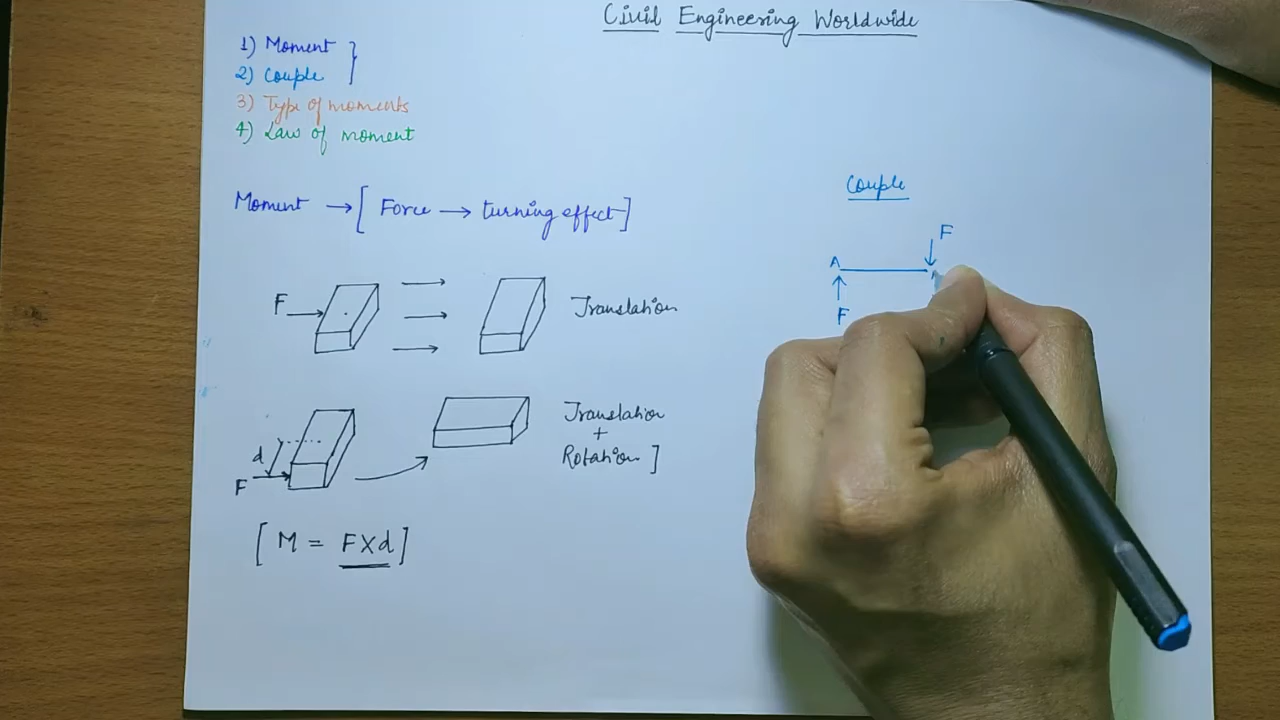 Civil Engineering Worldwide
1) Moment
2) Couple
3) Type of moments
4) Law of moment
Moment → [ Force → turning effect ]
Couple
F
A
F
F
Translation
d
F
Translation
+
Rotation ]
[ M = F X d ]